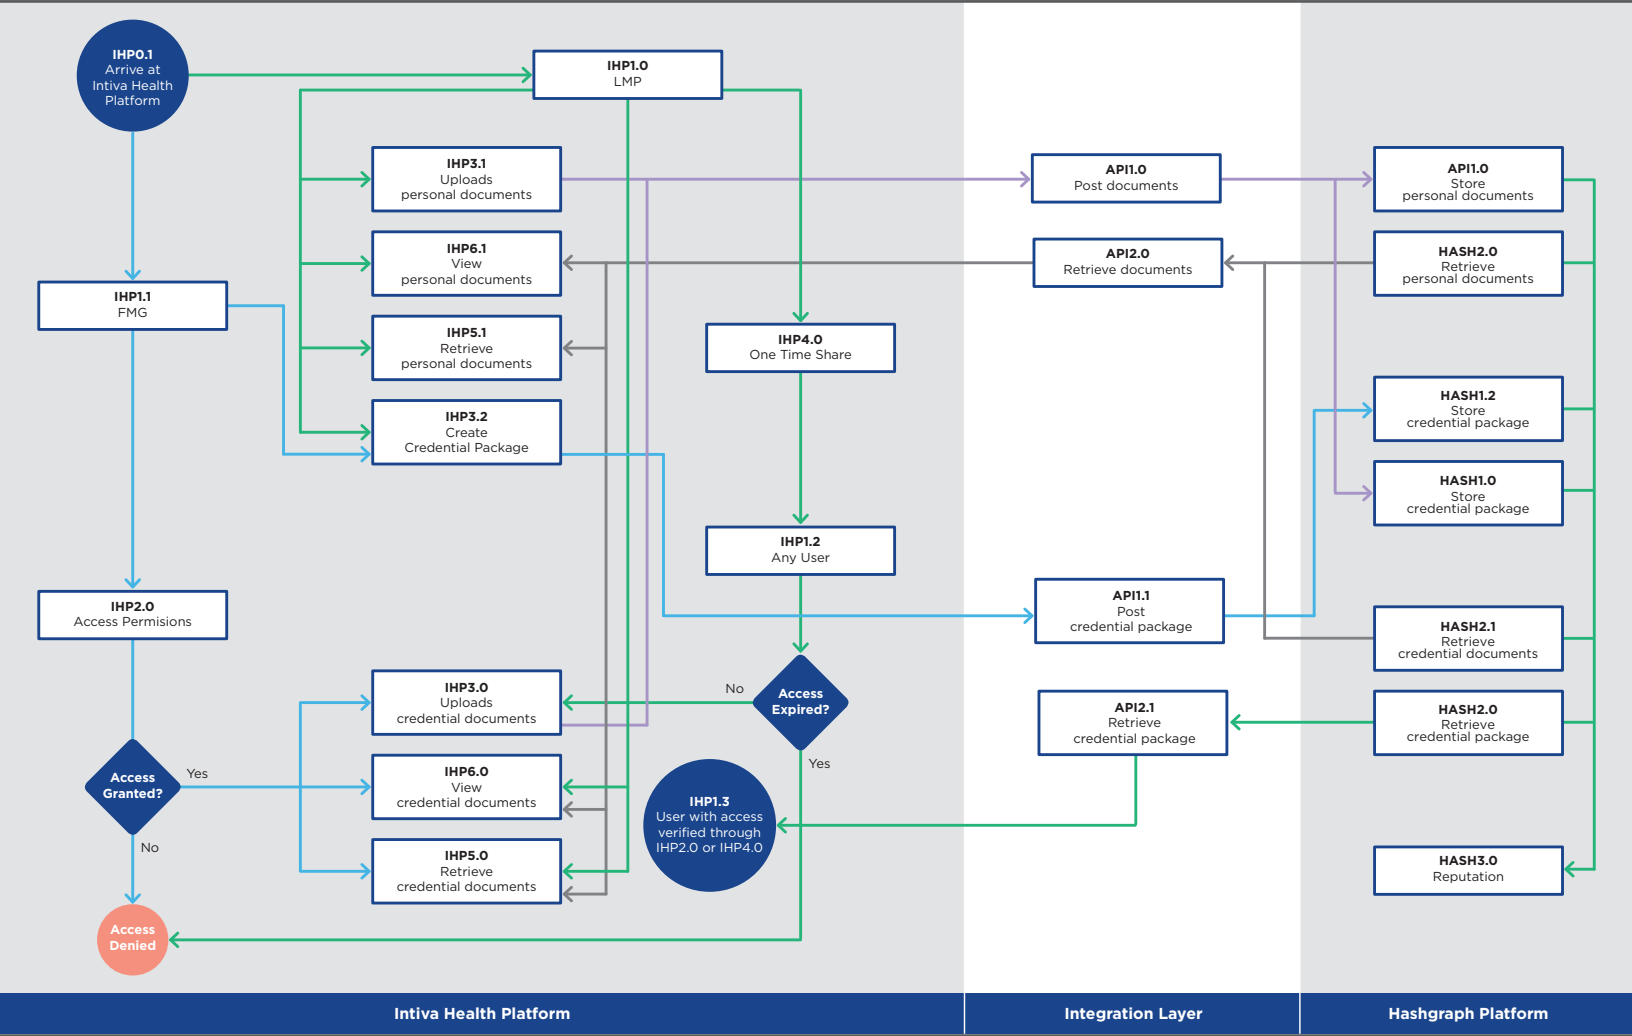 IHP0.1
Arrive at
Intiva Health
Platform
IHP1.0
LMP
IHP3.1
Uploads
personal documents
API1.0
Post documents
API1.0
Store
personal documents
IHP6.1
View
personal documents
API2.0
Retrieve documents
HASH2.0
Retrieve
personal documents
IHP1.1
FMG
IHP5.1
Retrieve
personal documents
IHP4.0
One Time Share
IHP3.2
Create
Credential Package
HASH1.2
Store
credential package
HASH1.0
Store
credential package
IHP1.2
Any User
IHP2.0
Access Permisions
API1.1
Post
credential package
HASH2.1
Retrieve
credential documents
IHP3.0
Uploads
credential documents
No
Access
Expired?
Yes
API2.1
Retrieve
credential package
HASH2.0
Retrieve
credential package
Access
Granted?
Yes
No
IHP6.0
View
credential documents
IHP1.3
User with access
verified through
IHP2.0 or IHP4.0
IHP5.0
Retrieve
credential documents
HASH3.0
Reputation
Access
Denied
Intiva Health Platform
Integration Layer
Hashgraph Platform